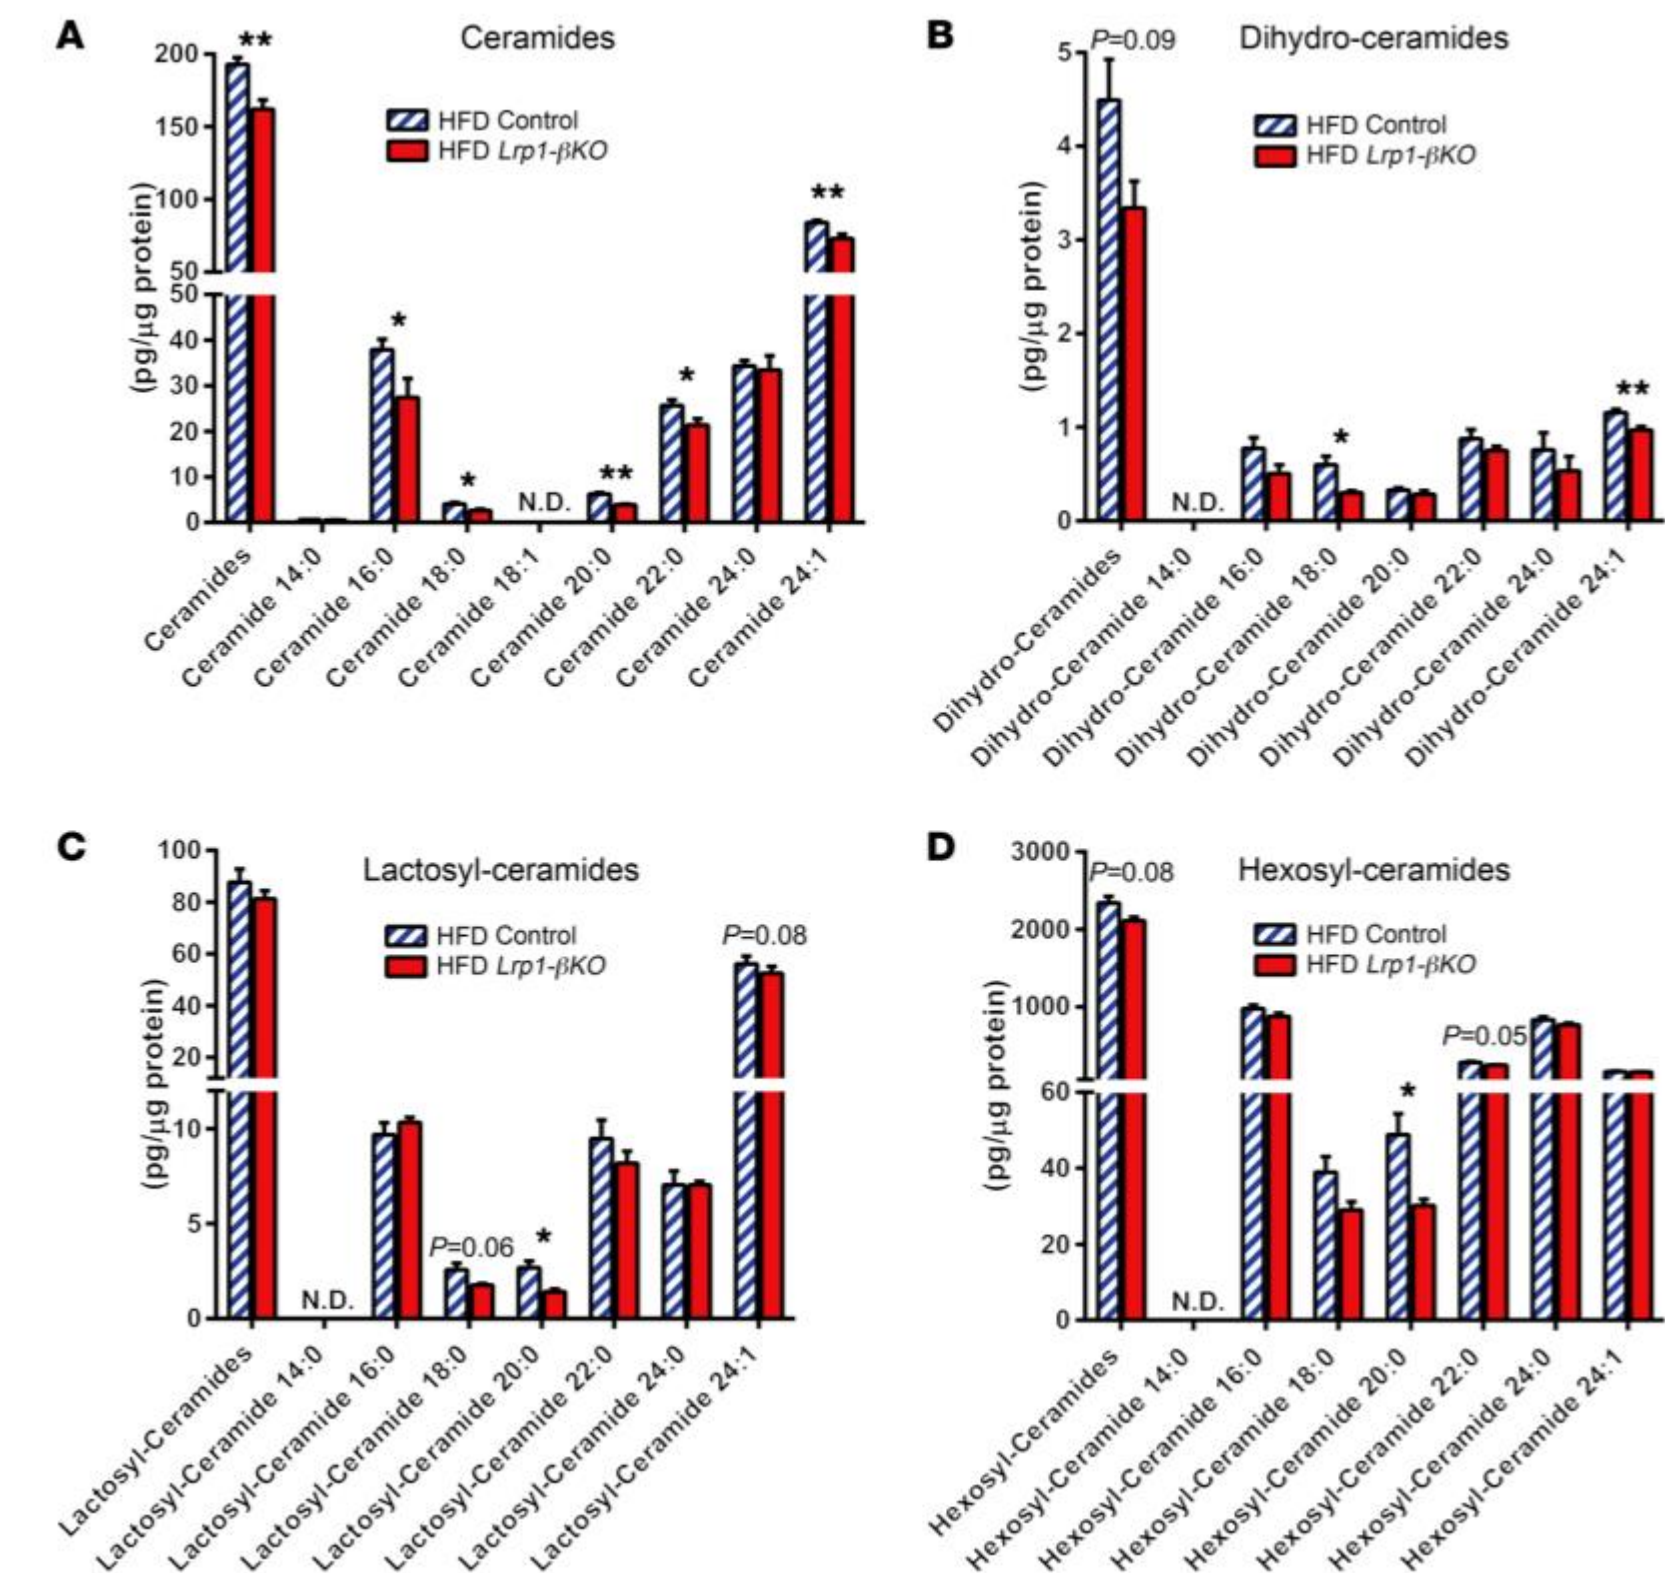 A
Ceramides
**
HFD Control
HFD Lrp1-βKO
(pg/µg protein)
(pg/µg protein)
200
150
100
50
50
40
30
20
10
0
*
*
N.D.
**
*
**
Ceramides
Ceramide 14:0
Ceramide 16:0
Ceramide 18:0
Ceramide 18:1
Ceramide 20:0
Ceramide 22:0
Ceramide 24:0
Ceramide 24:1
B
P=0.09
Dihydro-ceramides
HFD Control
HFD Lrp1-βKO
(pg/µg protein)
5
4
3
2
1
0
N.D.
*
**
Dihydro-Ceramides
Dihydro-Ceramide 14:0
Dihydro-Ceramide 16:0
Dihydro-Ceramide 18:0
Dihydro-Ceramide 20:0
Dihydro-Ceramide 22:0
Dihydro-Ceramide 24:0
Dihydro-Ceramide 24:1
C
Lactosyl-ceramides
HFD Control
HFD Lrp1-βKO
(pg/µg protein)
100
80
60
40
20
10
5
0
N.D.
P=0.06
*
P=0.08
Lactosyl-Ceramides
Lactosyl-Ceramide 14:0
Lactosyl-Ceramide 16:0
Lactosyl-Ceramide 18:0
Lactosyl-Ceramide 20:0
Lactosyl-Ceramide 22:0
Lactosyl-Ceramide 24:0
Lactosyl-Ceramide 24:1
D
P=0.08
Hexosyl-ceramides
HFD Control
HFD Lrp1-βKO
(pg/µg protein)
3000
2000
1000
60
40
20
0
N.D.
*
P=0.05
Hexosyl-Ceramides
Hexosyl-Ceramide 14:0
Hexosyl-Ceramide 16:0
Hexosyl-Ceramide 18:0
Hexosyl-Ceramide 20:0
Hexosyl-Ceramide 22:0
Hexosyl-Ceramide 24:0
Hexosyl-Ceramide 24:1